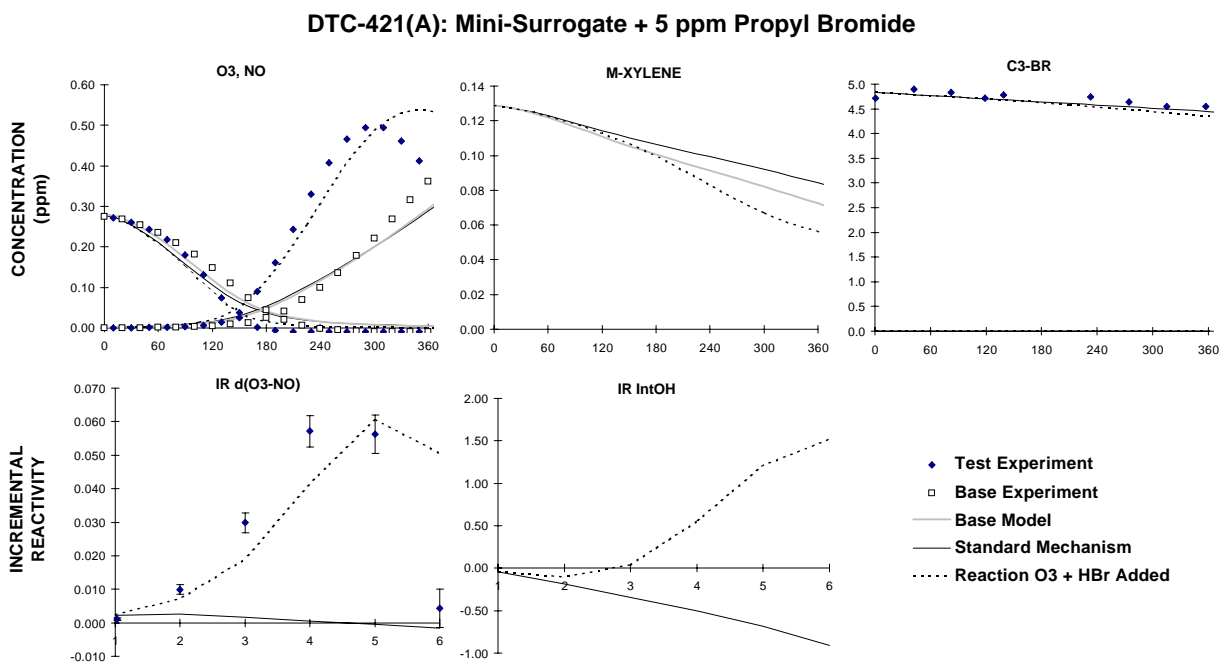 DTC-421(A): Mini-Surrogate + 5 ppm Propyl Bromide
O3, NO
M-XYLENE
C3-BR
CONCENTRATION
(ppm)
0.60
0.50
0.40
0.30
0.20
0.10
0.00
0 60 120 180 240 300 360
0.14
0.12
0.10
0.08
0.06
0.04
0.02
0.00
0 60 120 180 240 300 360
5.0
4.5
4.0
3.5
3.0
2.5
2.0
1.5
1.0
0.5
0.0
0 60 120 180 240 300 360
IR d(O3-NO)
IR IntOH
INCREMENTAL
REACTIVITY
0.070
0.060
0.050
0.040
0.030
0.020
0.010
0.000
-0.010
1 2 3 4 5 6
2.00
1.50
1.00
0.50
0.00
-0.50
-1.00
1 2 3 4 5 6
Test Experiment
Base Experiment
Base Model
Standard Mechanism
Reaction O3 + HBr Added